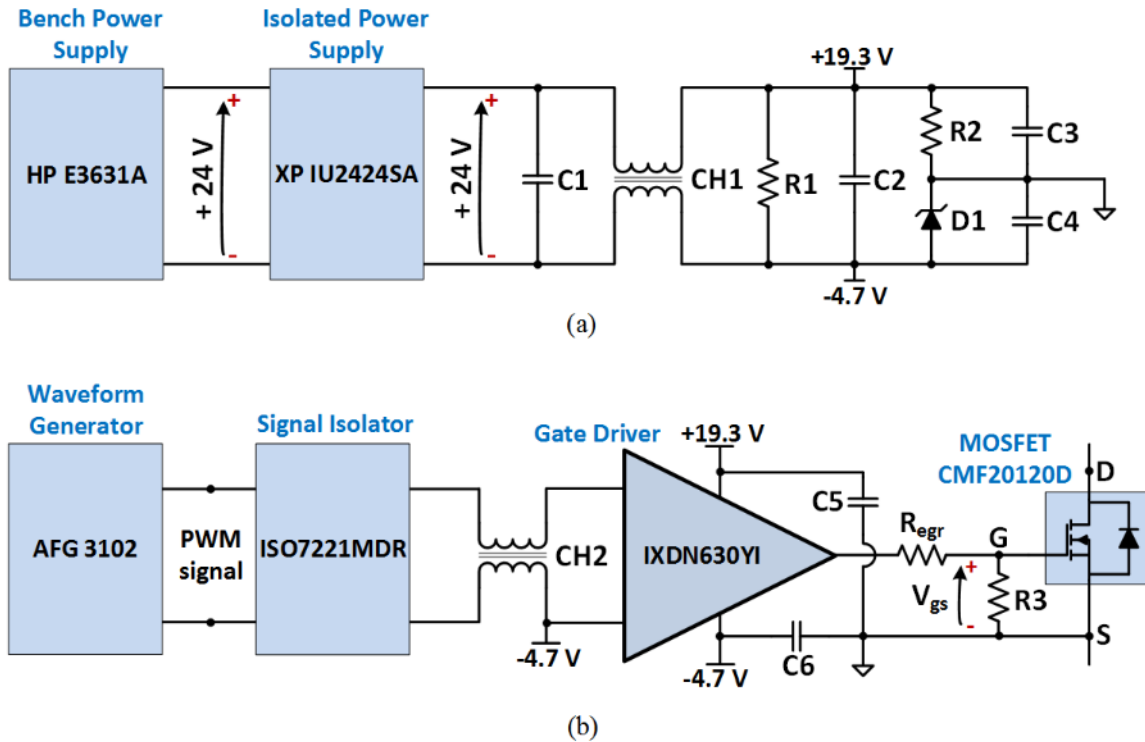 Bench Power
Supply
Isolated Power
Supply
HP E3631A
+ 24 V
+
-
XP IU2424SA
+ 24 V
+
-
C1
CH1
R1
+19.3 V
C2
R2
C3
D1
C4
-4.7 V
(a)
Waveform
Generator
Signal Isolator
Gate Driver
MOSFET
CMF20120D
AFG 3102
PWM
signal
ISO7221MDR
CH2
-4.7 V
+19.3 V
IXDN630YI
C5
Regr
G
D
Vgs
+
-
R3
S
-4.7 V
C6
(b)